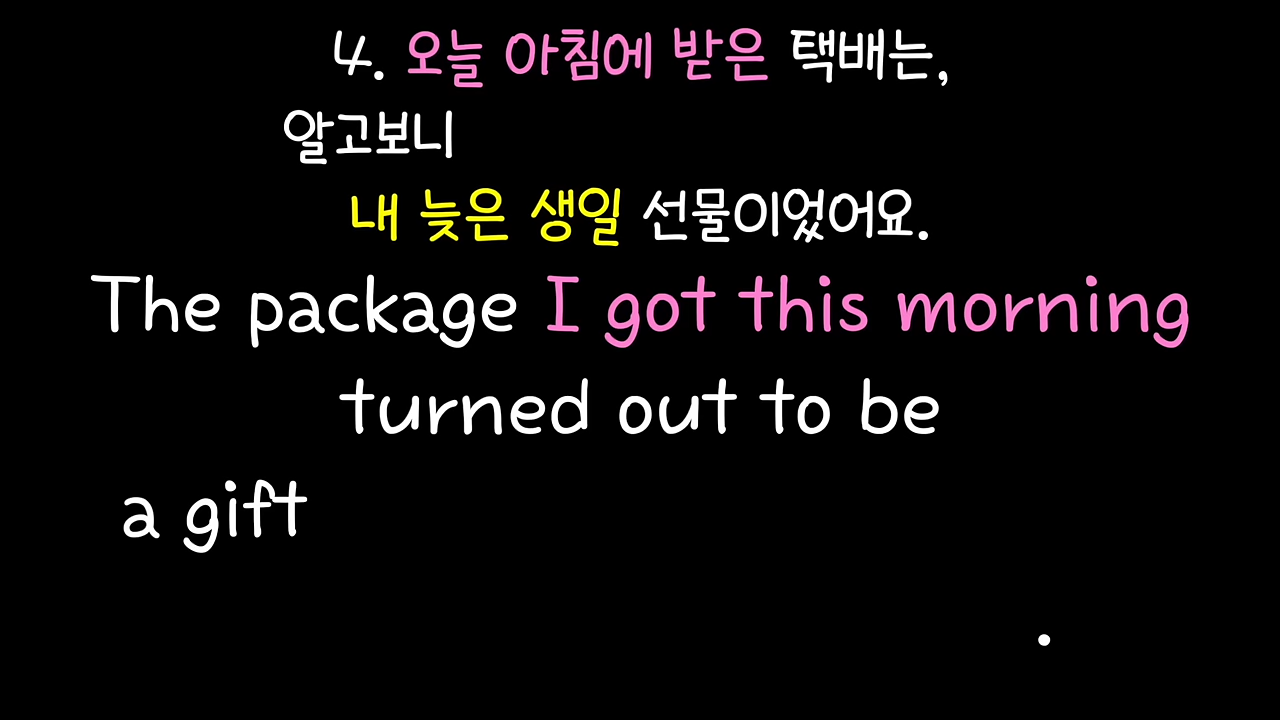 4. 오늘 아침에 받은 택배는,
알고보니
내 늦은 생일 선물이었어요.
The package I got this morning
turned out to be
a gift
.